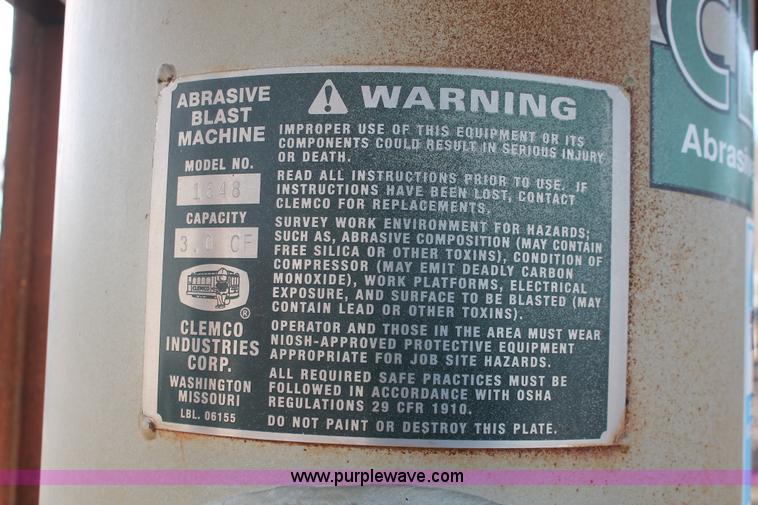 ABRASIVE
BLAST
MACHINE
MODEL NO.
1648
CAPACITY
3.0 CF
CLEMCO
®
CLEMCO
INDUSTRIES
CORP.
WASHINGTON
MISSOURI
LBL. 06155
WARNING
IMPROPER USE OF THIS EQUIPMENT OR ITS
COMPONENTS COULD RESULT IN SERIOUS INJURY
OR DEATH.
READ ALL INSTRUCTIONS PRIOR TO USE. IF
INSTRUCTIONS HAVE BEEN LOST, CONTACT
CLEMCO FOR REPLACEMENTS.
SURVEY WORK ENVIRONMENT FOR HAZARDS;
SUCH AS, ABRASIVE COMPOSITION (MAY CONTAIN
FREE SILICA OR OTHER TOXINS), CONDITION OF
COMPRESSOR (MAY EMIT DEADLY CARBON
MONOXIDE), WORK PLATFORMS, ELECTRICAL
EXPOSURE, AND SURFACE TO BE BLASTED (MAY
CONTAIN LEAD OR OTHER TOXINS).
OPERATOR AND THOSE IN THE AREA MUST WEAR
NIOSH-APPROVED PROTECTIVE EQUIPMENT
APPROPRIATE FOR JOB SITE HAZARDS.
ALL REQUIRED SAFE PRACTICES MUST BE
FOLLOWED IN ACCORDANCE WITH OSHA
REGULATIONS 29 CFR 1910.
DO NOT PAINT OR DESTROY THIS PLATE.
Abrasi
www.purplewave.com